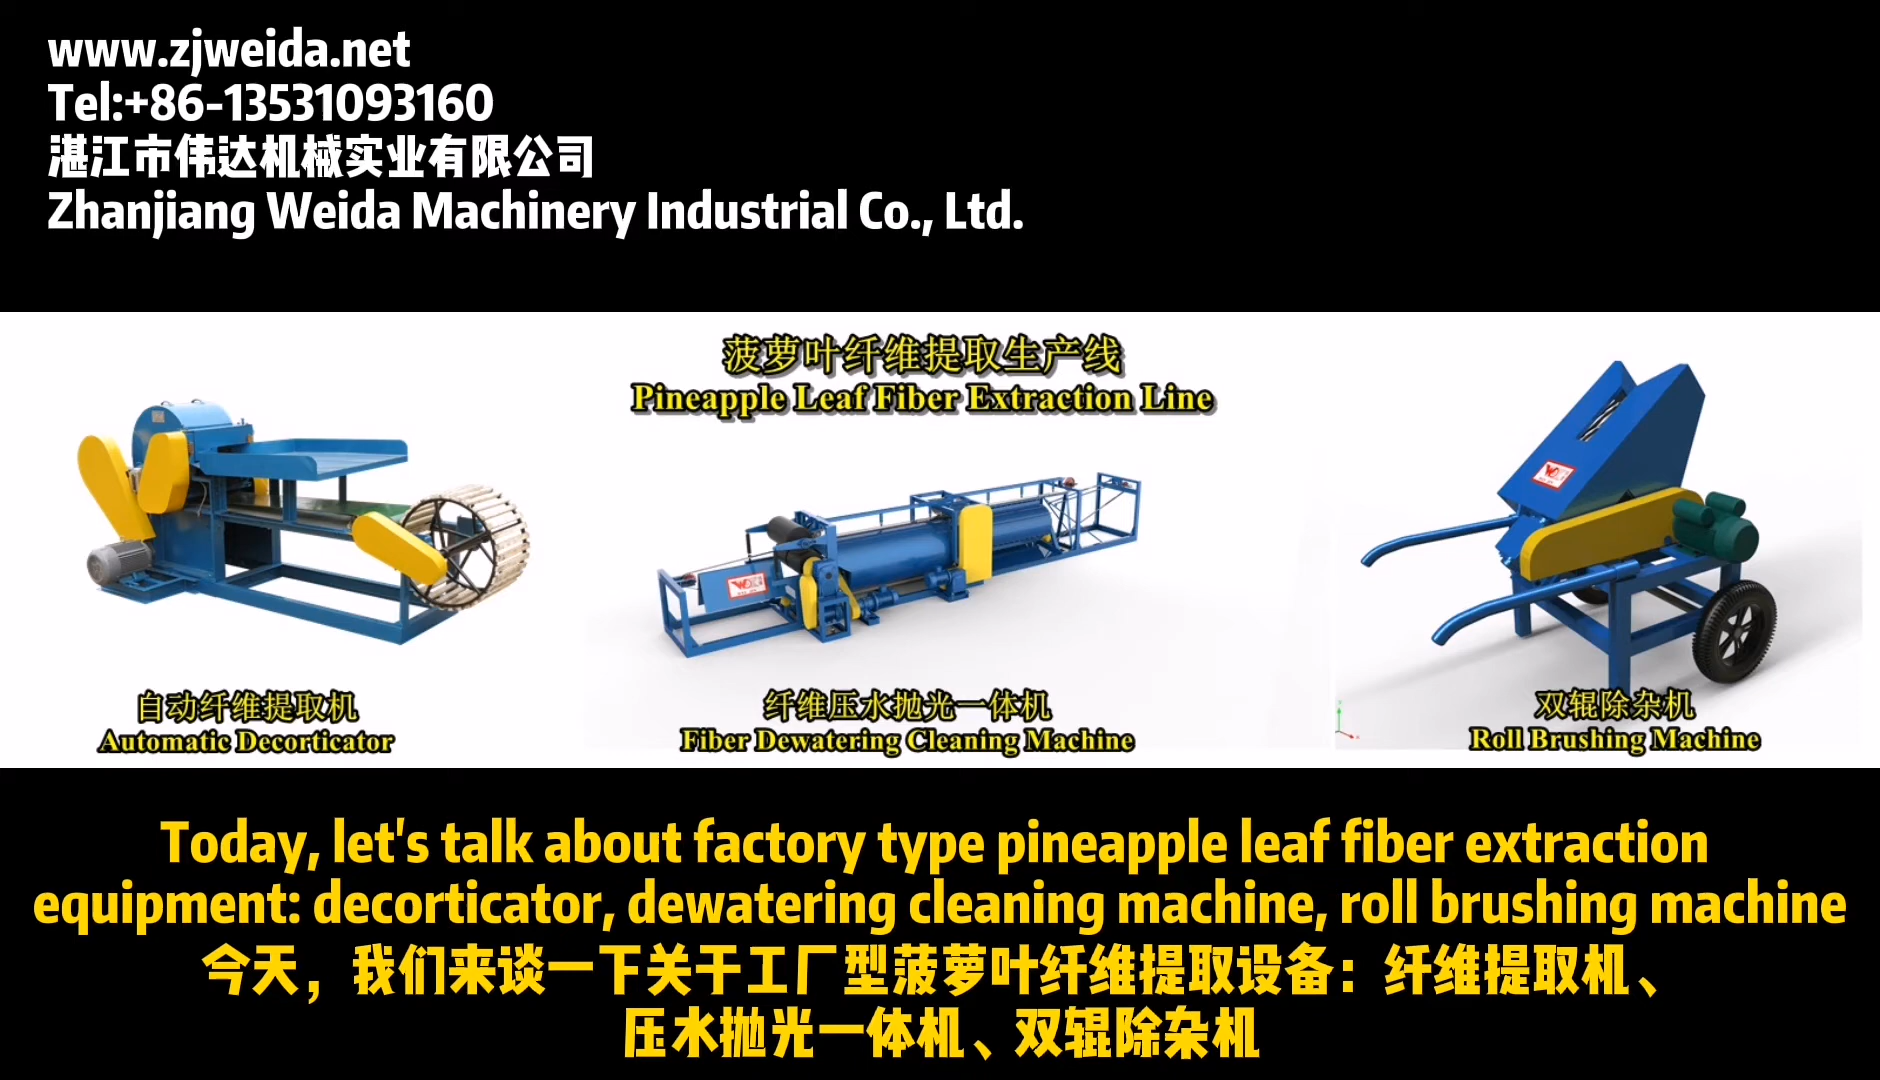 www.zjweida.net
Tel:+86-13531093160
湛江市伟达机械实业有限公司
Zhanjiang Weida Machinery Industrial Co., Ltd.
菠萝叶纤维提取生产线
Pineapple Leaf Fiber Extraction Line
自动纤维提取机
Automatic Decorticator
纤维压水抛光一体机
Fiber Dewatering Cleaning Machine
双辊除杂机
Roll Brushing Machine
Today, let's talk about factory type pineapple leaf fiber extraction
equipment: decorticator, dewatering cleaning machine, roll brushing machine
今天，我们来谈一下关于工厂型菠萝叶纤维提取设备：纤维提取机、
压水抛光一体机、双辊除杂机